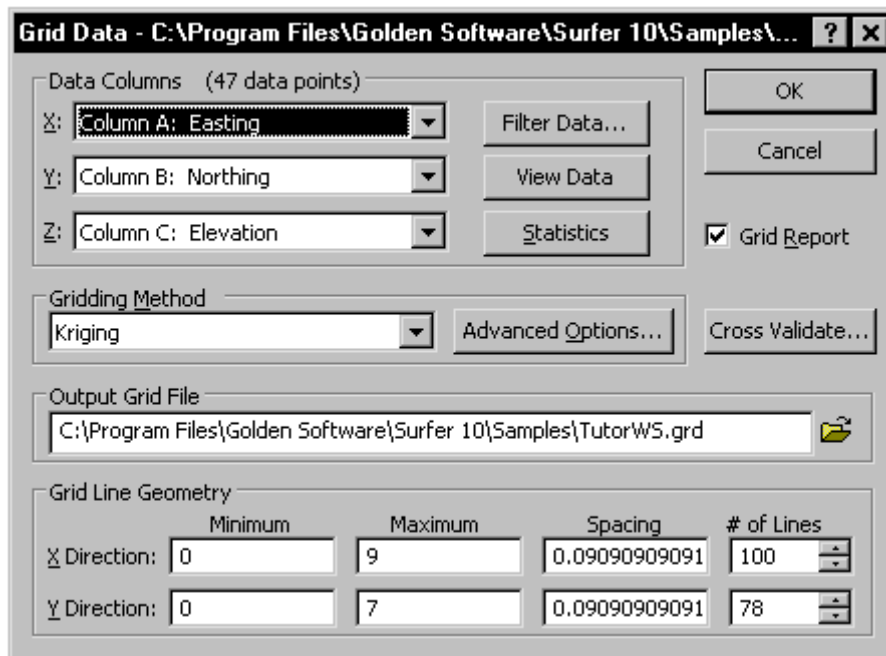 Grid Data - C:\Program Files\Golden Software\Surfer 10\Samples\... ? ×
Data Columns (47 data points)
X: Column A: Easting
Filter Data...
Y: Column B: Northing
View Data
Z: Column C: Elevation
Statistics
OK
Cancel
Grid Report
Gridding Method
Kriging
Advanced Options...
Cross Validate...
Output Grid File
C:\Program Files\Golden Software\Surfer 10\Samples\TutorWS.grd
Grid Line Geometry
Minimum Maximum Spacing # of Lines
X Direction: 0 9 0.09090909091 100
Y Direction: 0 7 0.09090909091 78